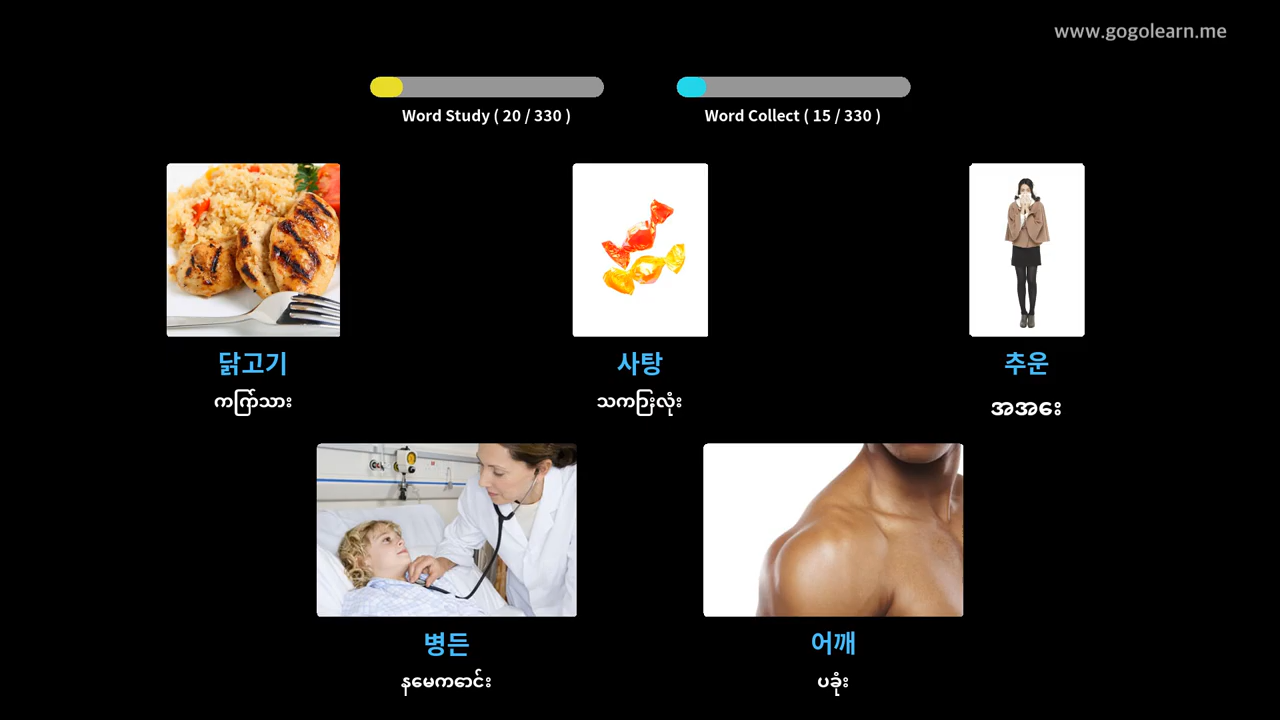 www.gogolearn.me
Word Study ( 20 / 330 )
Word Collect ( 15 / 330 )
닭고기
사탕
추운
ကြက်သား
သကြားလုံး
အအေး
병든
어깨
နေမကောင်း
ပခုံး